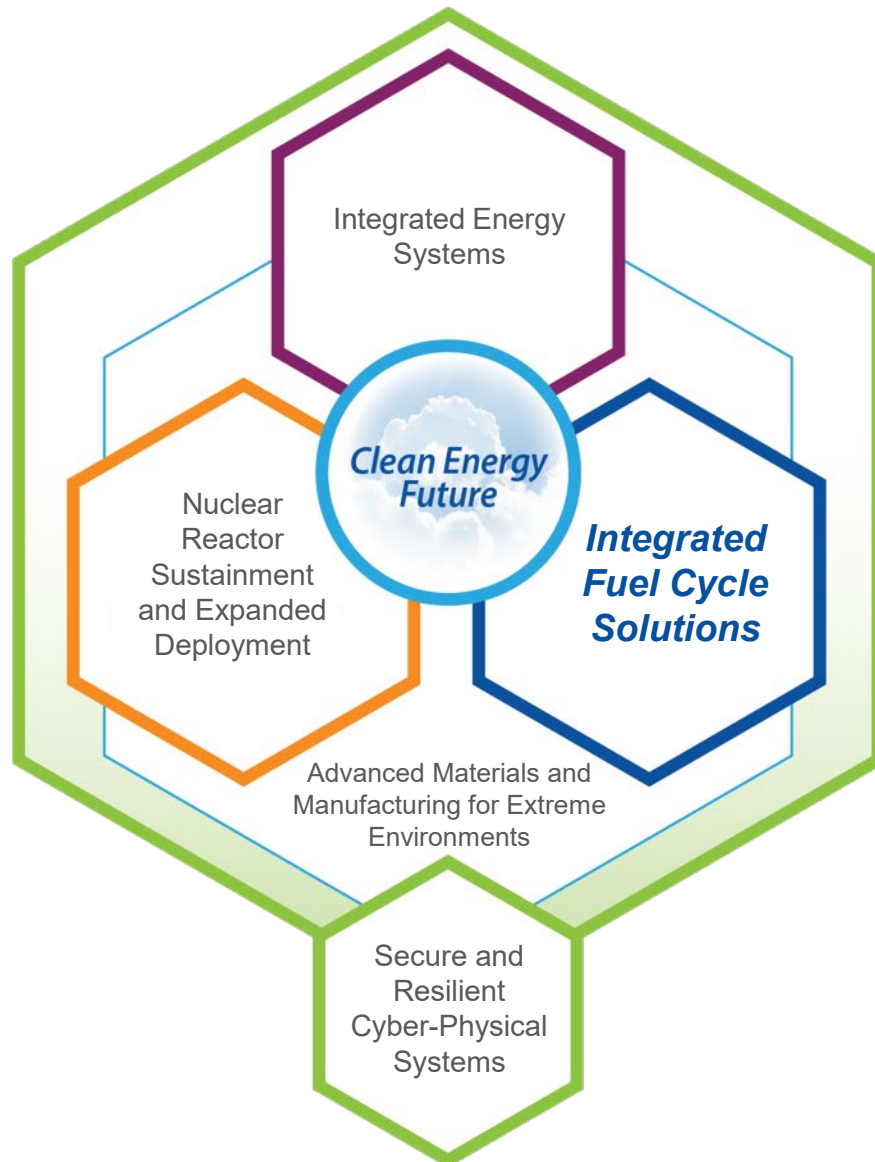 Integrated Energy
Systems
Clean Energy
Future
Nuclear
Reactor
Sustainment
and Expanded
Deployment
Integrated
Fuel Cycle
Solutions
Advanced Materials and
Manufacturing for Extreme
Environments
Secure and
Resilient
Cyber-Physical
Systems